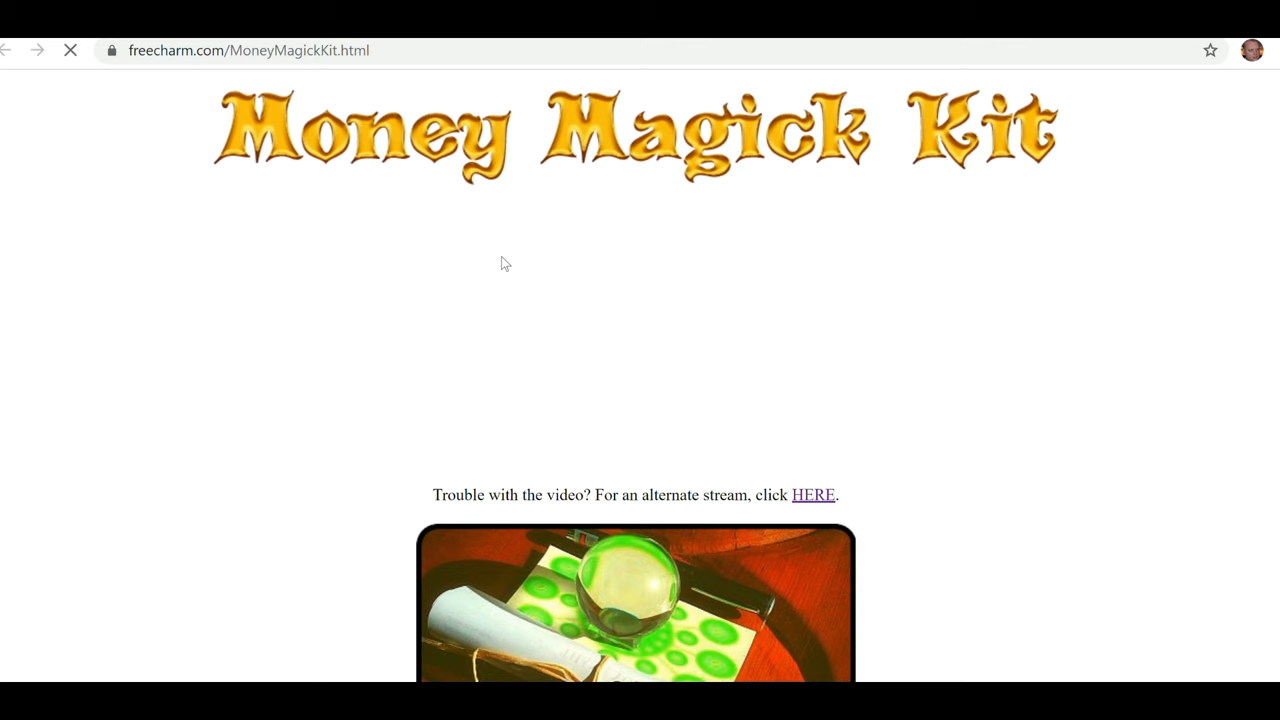 freecharm.com/MoneyMagickKit.html
Money Magick Kit
Trouble with the video? For an alternate stream, click HERE.